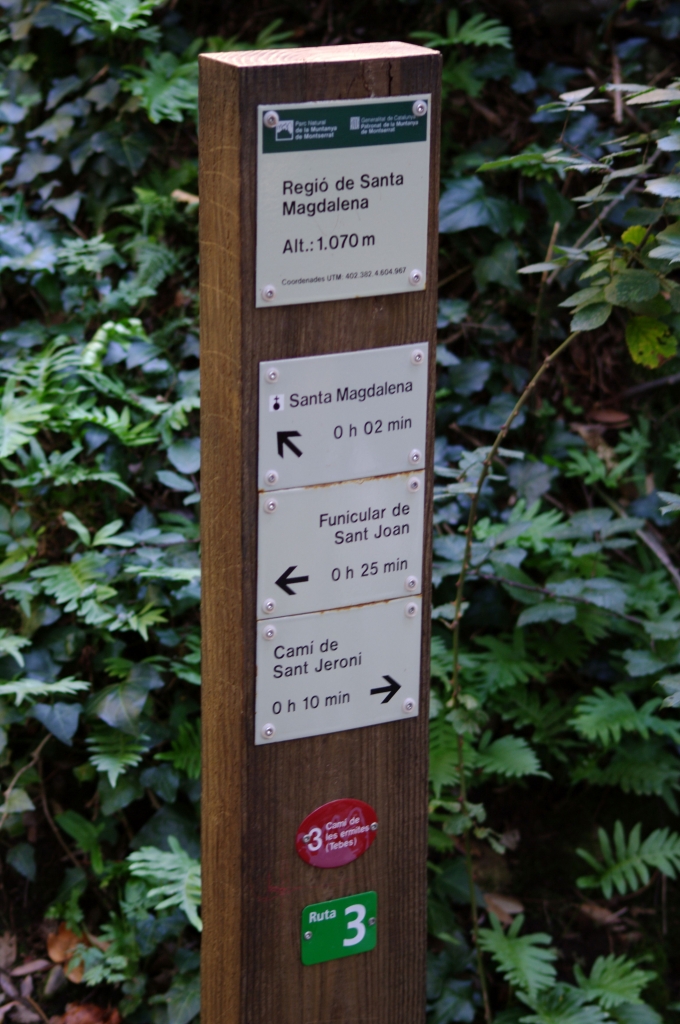 Parc Natural
de la Muntanya
de Montserrat
Generalitat de Catalunya
Patronat de la Muntanya
de Montserrat
Regió de Santa
Magdalena
Alt.: 1.070 m
Coordenades UTM: 402.382.4.604.967
Santa Magdalena
0 h 02 min
Funicular de
Sant Joan
0 h 25 min
Camí de
Sant Jeroni
0 h 10 min
3 Camí de
les ermites
(Tebes)
Ruta 3